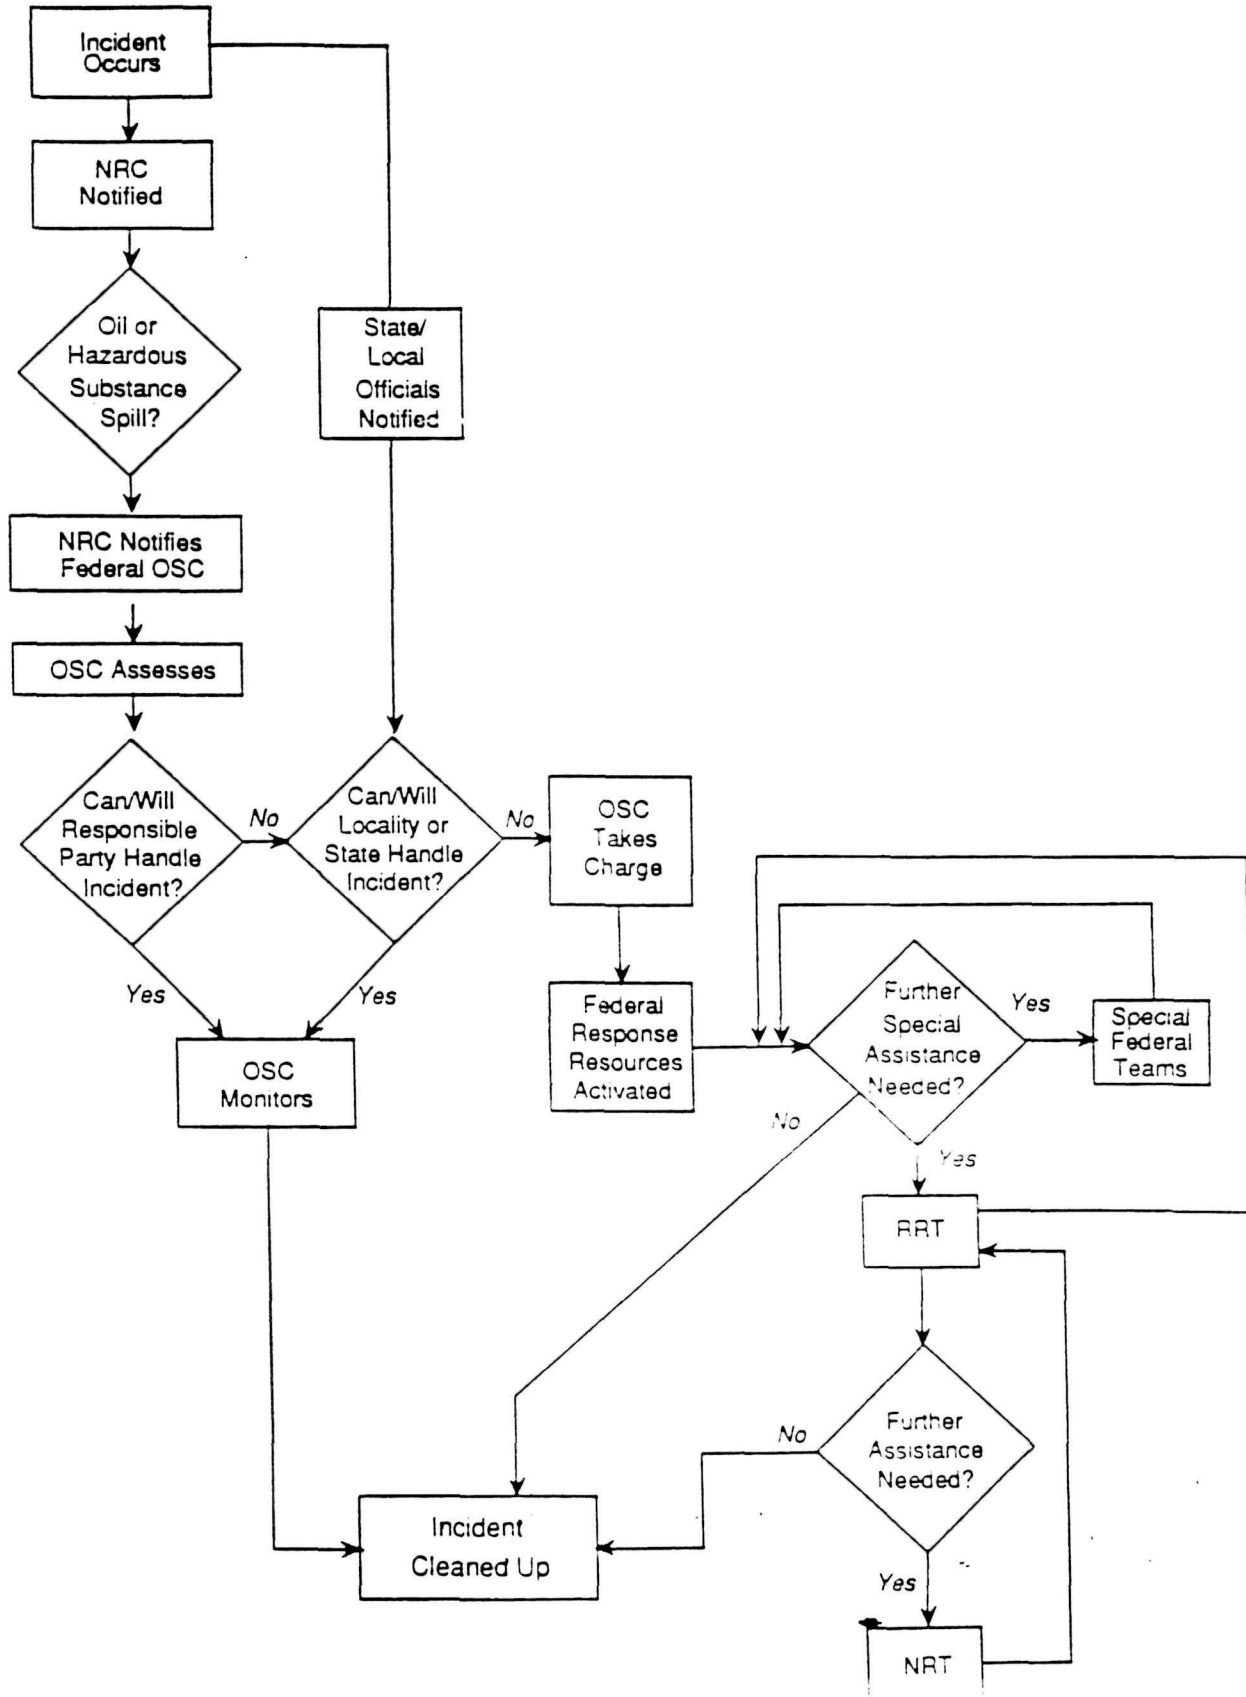 Incident
Occurs
NRC
Notified
Oil or
Hazardous
Substance
Spill?
State/
Local
Officials
Notified
NRC Notifies
Federal OSC
OSC Assesses
Can/Will
Responsible
Party Handle
Incident?
No
Can/Will
Locality or
State Handle
Incident?
No
OSC
Takes
Charge
Yes
Yes
OSC
Monitors
Federal
Response
Resources
Activated
Further
Special
Assistance
Needed?
Yes
Special
Federal
Teams
No
Yes
RRT
Further
Assistance
Needed?
No
Incident
Cleaned Up
Yes
NRT